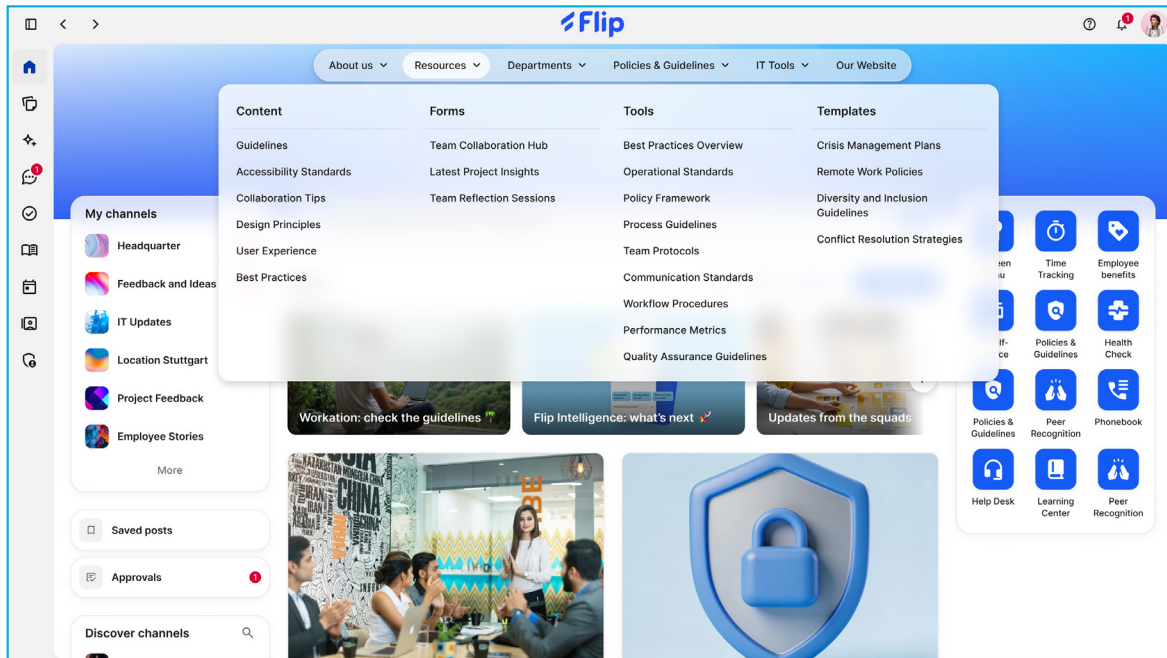 Flip
1
About us
Resources
Departments
Policies & Guidelines
IT Tools
Our Website
Content
Guidelines
Accessibility Standards
Collaboration Tips
Design Principles
User Experience
Best Practices
Forms
Team Collaboration Hub
Latest Project Insights
Team Reflection Sessions
Tools
Best Practices Overview
Operational Standards
Policy Framework
Process Guidelines
Team Protocols
Communication Standards
Workflow Procedures
Performance Metrics
Quality Assurance Guidelines
Templates
Crisis Management Plans
Remote Work Policies
Diversity and Inclusion
Guidelines
Conflict Resolution Strategies
1
My channels
Headquarter
Feedback and Ideas
IT Updates
Location Stuttgart
Project Feedback
Employee Stories
More
Saved posts
Approvals
1
Discover channels
Workation: check the guidelines 🌴
Flip Intelligence: what's next 🚀
Updates from the squads
CHINA
Time
Tracking
Employee
benefits
Policies &
Guidelines
Health
Check
Policies &
Guidelines
Peer
Recognition
Phonebook
Help Desk
Learning
Center
Peer
Recognition